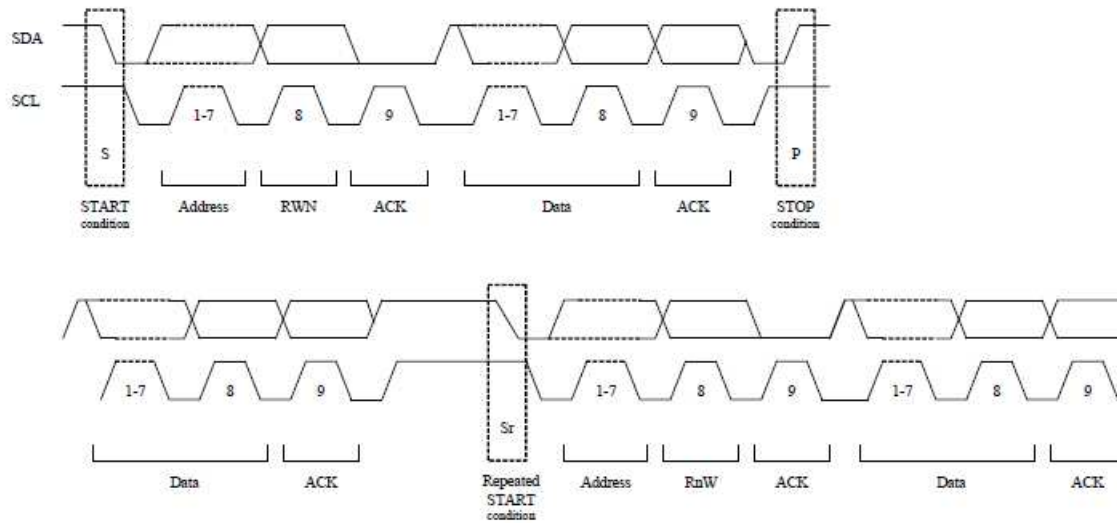 SDA
SCL
1-7 8 9 1-7 8 9
S P
START Address RWN ACK Data ACK STOP
condition condition
1-7 8 9 1-7 8 9 1-7 8 9
Sr
Data ACK Repeated Address RnW ACK Data ACK
START
condition